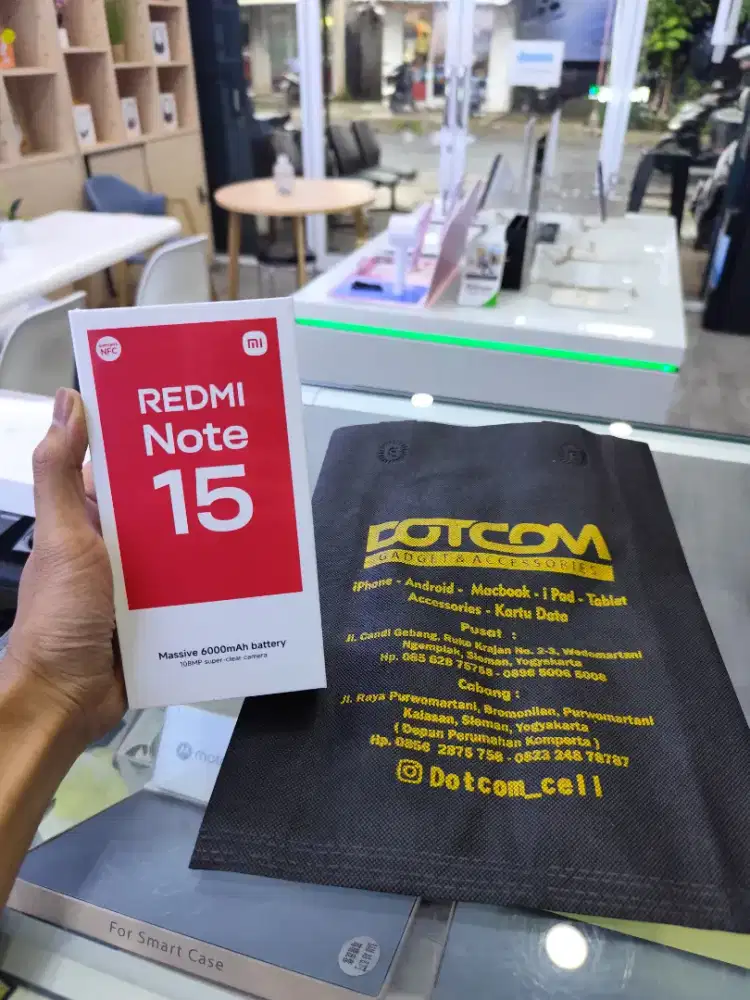 NFC
mi
REDMI
Note
15
Massive 6000mAh battery
108MP super-clear camera
DOTCOM
GADGET & ACCESSORIES
iPhone - Android - Macbook - i Pad - Tablet
Accessories - Kartu Data
Pusat :
Jl. Candi Gebang, Ruko Krajan No. 2-3, Wedomartani
Ngemplak, Sleman, Yogyakarta
Hp. 085 628 75758 - 0896 5006 5008
Cabang :
Jl. Raya Purwomartani, Bromonilan, Purwomartani
Kalasan, Sleman, Yogyakarta
( Depan Perumahan Komperta )
Hp. 0856 2876 758 - 0823 248 78787
Dotcom_cell
moto
For Smart Case